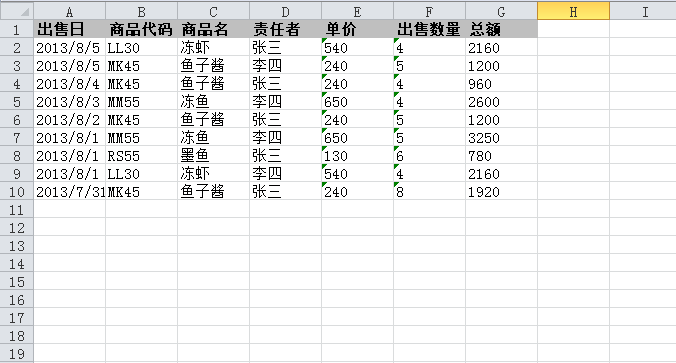 A B C D E F G H I
1 出售日 商品代码 商品名 责任者 单价 出售数量 总额
2 2013/8/5 LL30 冻虾 张三 540 4 2160
3 2013/8/5 MK45 鱼子酱 李四 240 5 1200
4 2013/8/4 MK45 鱼子酱 张三 240 4 960
5 2013/8/3 MM55 冻鱼 李四 650 4 2600
6 2013/8/2 MK45 鱼子酱 张三 240 5 1200
7 2013/8/1 MM55 冻鱼 李四 650 5 3250
8 2013/8/1 RS55 墨鱼 张三 130 6 780
9 2013/8/1 LL30 冻虾 李四 540 4 2160
10 2013/7/31 MK45 鱼子酱 张三 240 8 1920
11
12
13
14
15
16
17
18
19